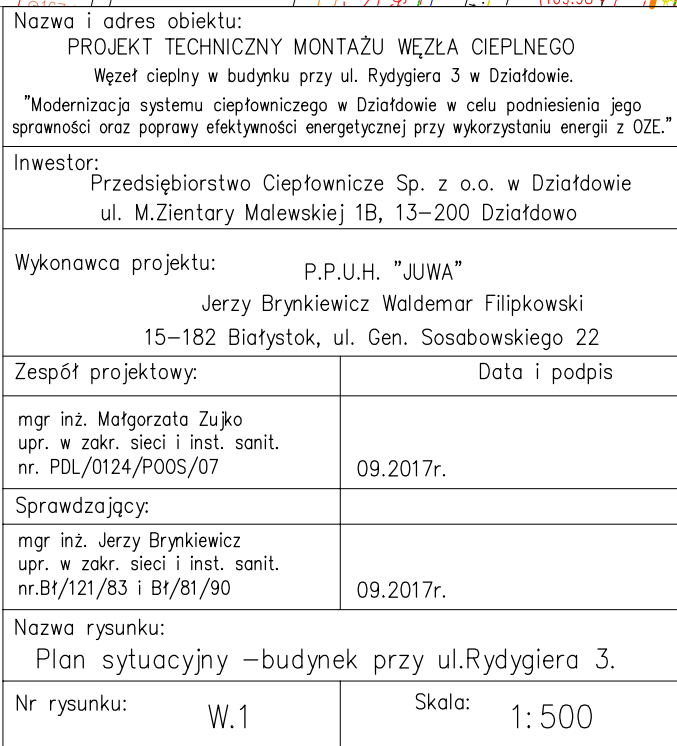 Nazwa i adres obiektu:
PROJEKT TECHNICZNY MONTAŻU WĘZŁA CIEPLNEGO
Węzeł cieplny w budynku przy ul. Rydygiera 3 w Działdowie.
"Modernizacja systemu ciepłowniczego w Działdowie w celu podniesienia jego
sprawności oraz poprawy efektywności energetycznej przy wykorzystaniu energii z OZE."
Inwestor:
Przedsiębiorstwo Ciepłownicze Sp. z o.o. w Działdowie
ul. M.Zientary Malewskiej 1B, 13-200 Działdowo
Wykonawca projektu: P.P.U.H. "JUWA"
Jerzy Brynkiewicz Waldemar Filipkowski
15-182 Białystok, ul. Gen. Sosabowskiego 22
Zespół projektowy: Data i podpis
mgr inż. Małgorzata Zujko
upr. w zakr. sieci i inst. sanit.
nr. PDL/0124/POOS/07 09.2017r.
Sprawdzający:
mgr inż. Jerzy Brynkiewicz
upr. w zakr. sieci i inst. sanit.
nr.Bł/121/83 i Bł/81/90 09.2017r.
Nazwa rysunku:
Plan sytuacyjny -budynek przy ul.Rydygiera 3.
Nr rysunku: W.1 Skala: 1:500